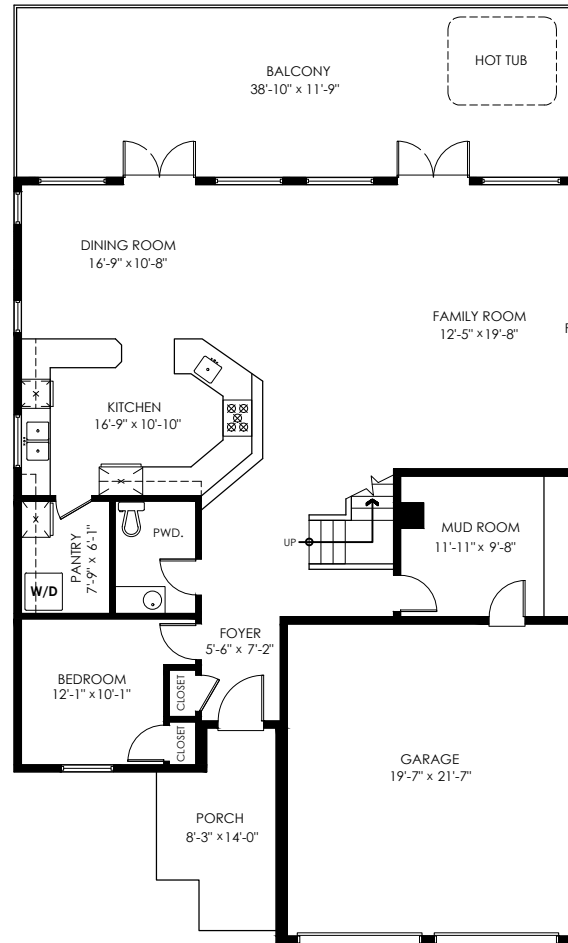 HOT TUB
BALCONY
38'-10" x 11'-9"
DINING ROOM
16'-9" x 10'-8"
FAMILY ROOM
12'-5" x 19'-8"
F
KITCHEN
16'-9" x 10'-10"
PWD.
PANTRY
7'-9" x 6'-1"
W/D
UP
MUD ROOM
11'-11" x 9'-8"
FOYER
5'-6" x 7'-2"
BEDROOM
12'-1" x 10'-1"
CLOSET
CLOSET
GARAGE
19'-7" x 21'-7"
PORCH
8'-3" x 14'-0"